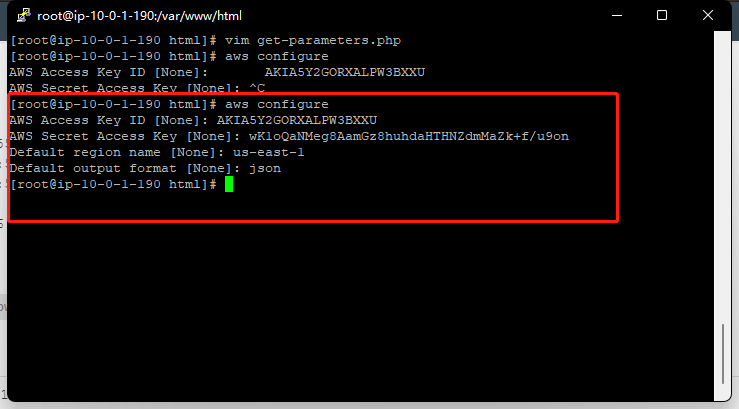 root@ip-10-0-1-190:/var/www/html
[root@ip-10-0-1-190 html]# vim get-parameters.php
[root@ip-10-0-1-190 html]# aws configure
AWS Access Key ID [None]:       AKIA5Y2GORXALPW3BXXU
AWS Secret Access Key [None]: ^C
[root@ip-10-0-1-190 html]# aws configure
AWS Access Key ID [None]: AKIA5Y2GORXALPW3BXXU
AWS Secret Access Key [None]: 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
Default region name [None]: us-east-1
Default output format [None]: json
[root@ip-10-0-1-190 html]#